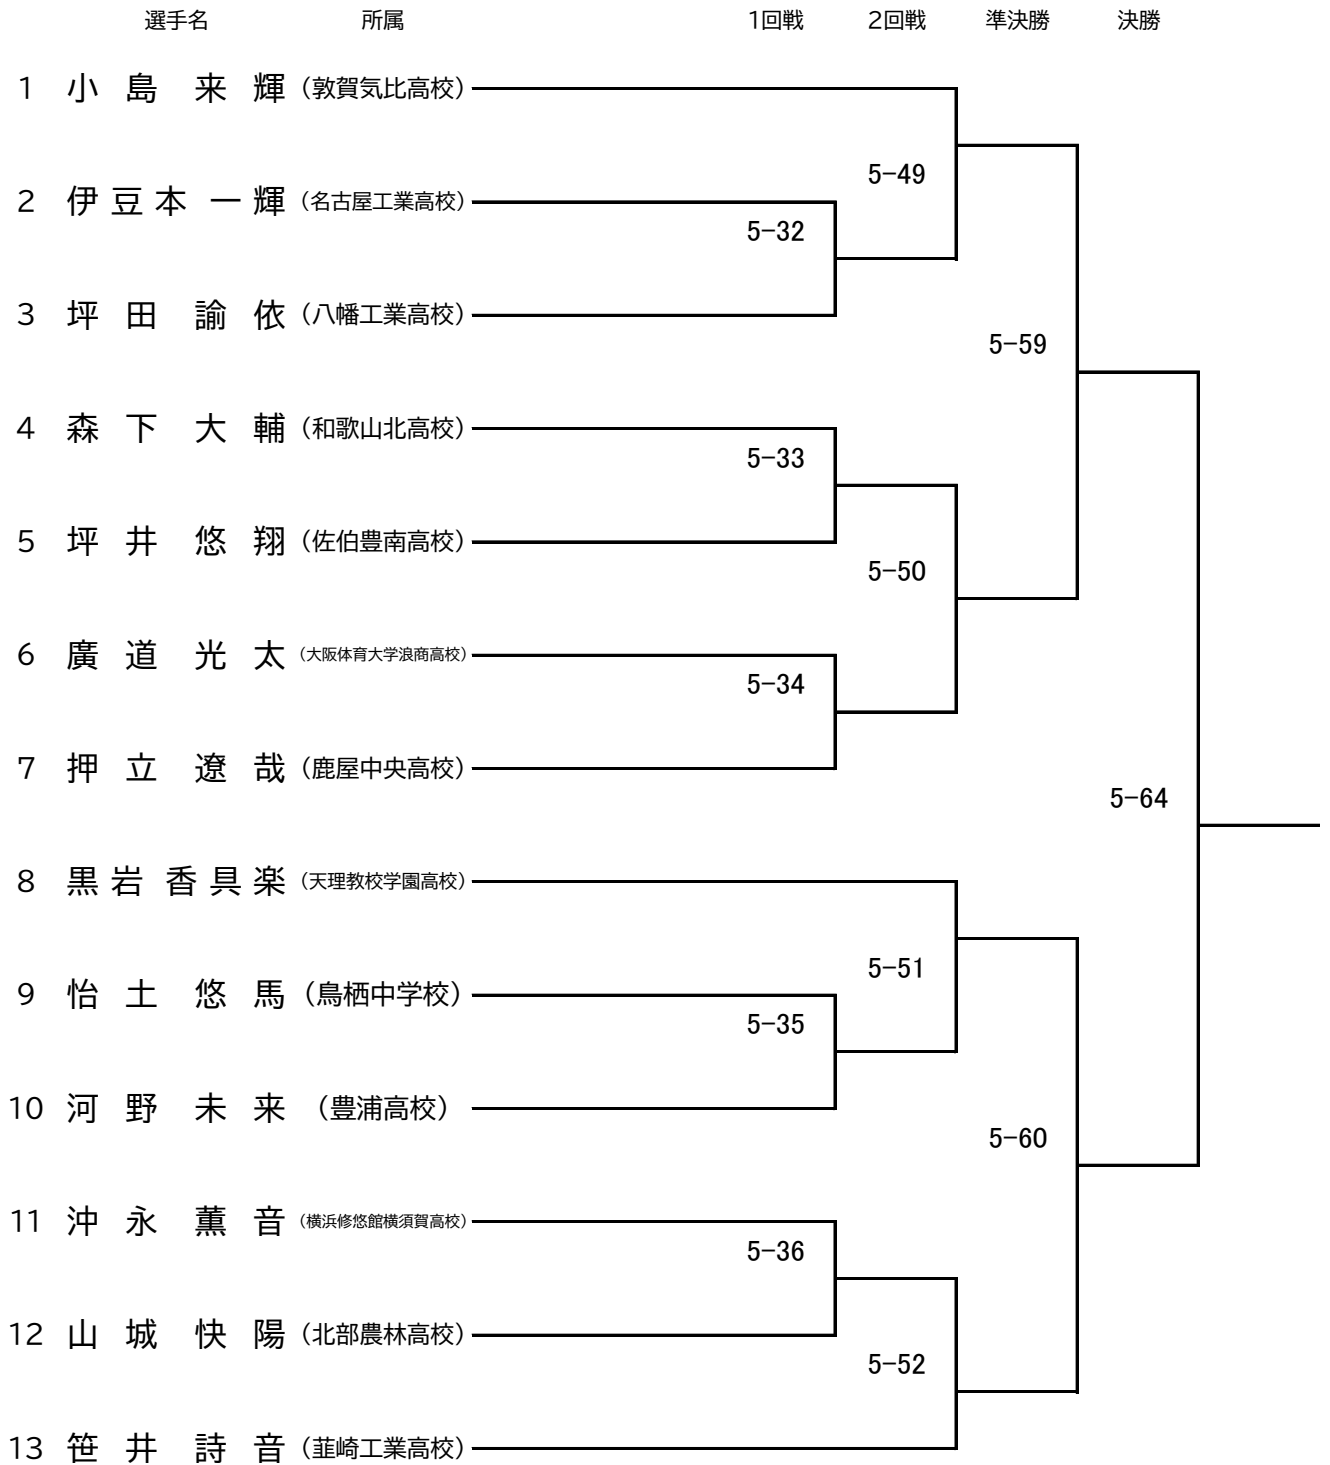 選手名 所属 1回戦 2回戦 準決勝 決勝
1 小島 来輝 (敦賀気比高校)
5-49
2 伊豆本 一輝 (名古屋工業高校)
5-32
3 坪田 諭依 (八幡工業高校)
5-59
4 森下 大輔 (和歌山北高校)
5-33
5 坪井 悠翔 (佐伯豊南高校)
5-50
6 廣道 光太 (大阪体育大学浪商高校)
5-34
7 押立 遼哉 (鹿屋中央高校)
5-64
8 黒岩 香具楽 (天理教校学園高校)
5-51
9 怡土 悠馬 (鳥栖中学校)
5-35
10 河野 未来 (豊浦高校)
5-60
11 沖永 薫音 (横浜修悠館横須賀高校)
5-36
12 山城 快陽 (北部農林高校)
5-52
13 笹井 詩音 (韮崎工業高校)